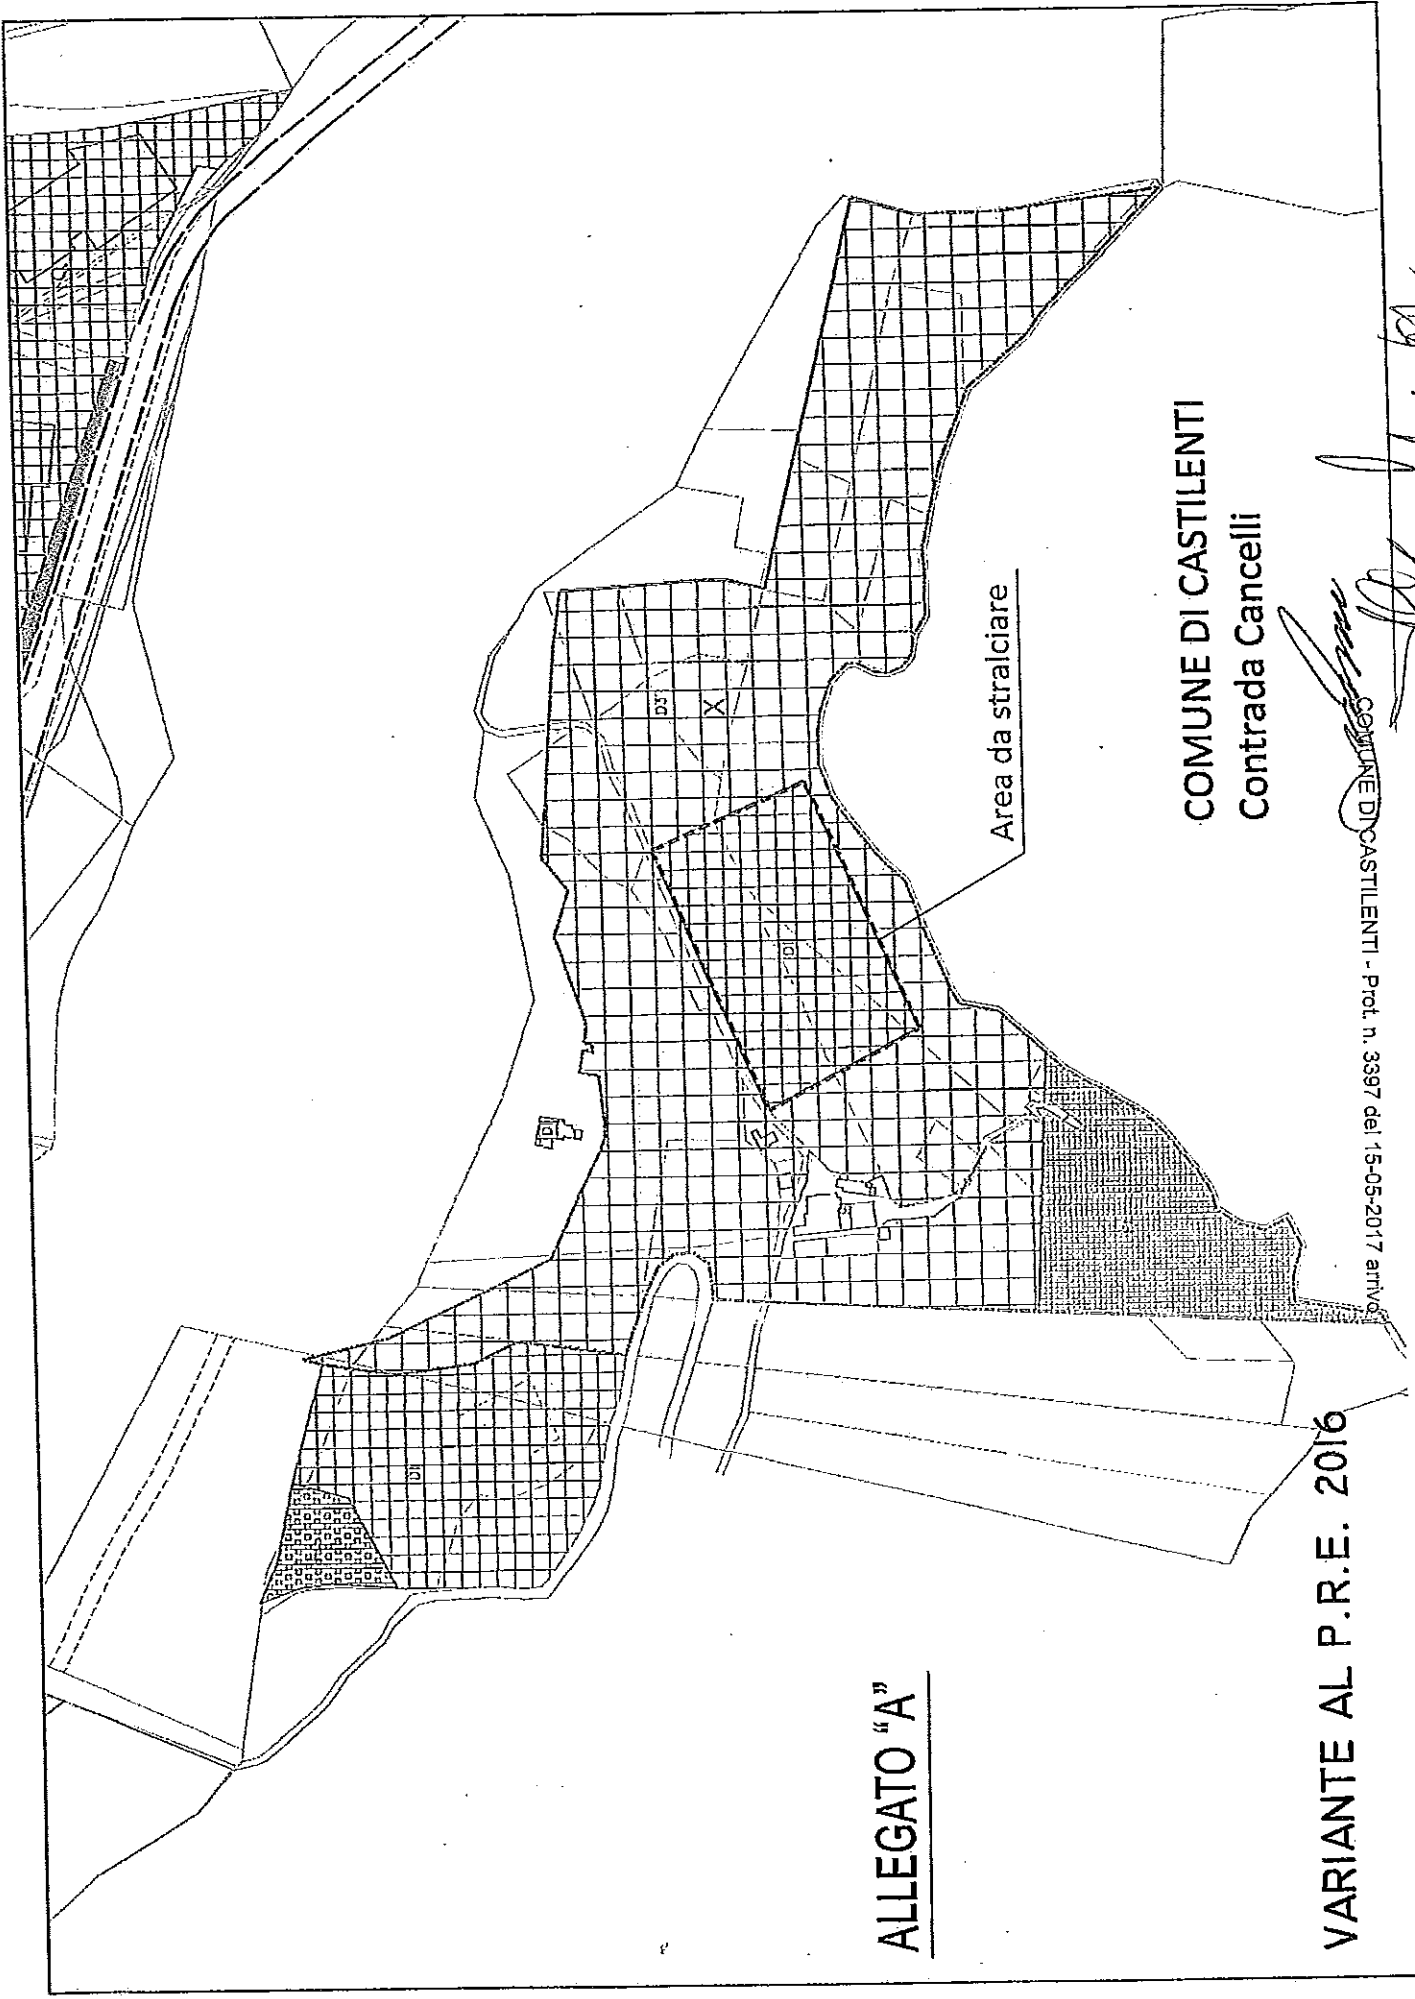 D1
D1
D3
X
D1
Area da stralciare
COMUNE DI CASTILENTI
Contrada Cancelli
ALLEGATO "A"
VARIANTE AL P.R.E. 2016
COMUNE DI CASTILENTI - Prot. n. 3397 del 15-05-2017 arrivo